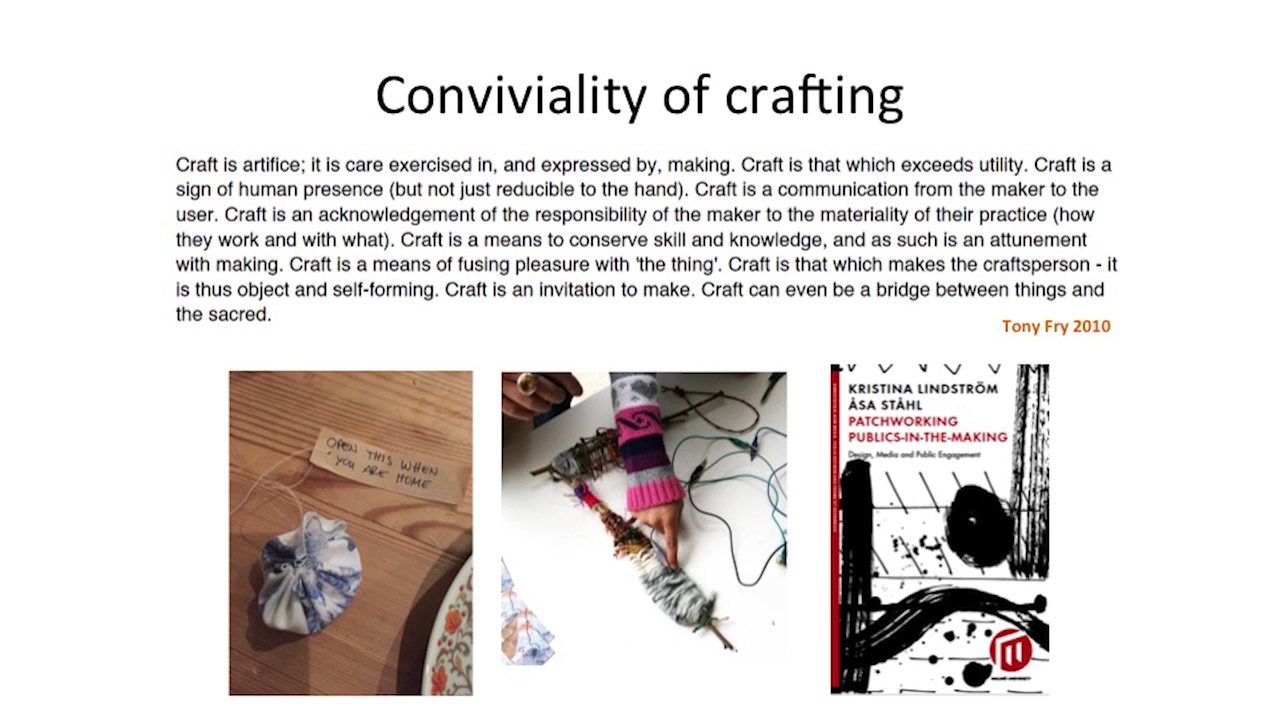 Conviviality of crafting
Craft is artifice; it is care exercised in, and expressed by, making. Craft is that which exceeds utility. Craft is a
sign of human presence (but not just reducible to the hand). Craft is a communication from the maker to the
user. Craft is an acknowledgement of the responsibility of the maker to the materiality of their practice (how
they work and with what). Craft is a means to conserve skill and knowledge, and as such is an attunement
with making. Craft is a means of fusing pleasure with 'the thing'. Craft is that which makes the craftsperson - it
is thus object and self-forming. Craft is an invitation to make. Craft can even be a bridge between things and
the sacred.
Tony Fry 2010
OPEN THIS WHEN
YOU ARE HOME
KRISTINA LINDSTRÖM
ÅSA STÅHL
PATCHWORKING
PUBLICS-IN-THE-MAKING
Design, Media and Public Engagement
MALMÖ UNIVERSITY